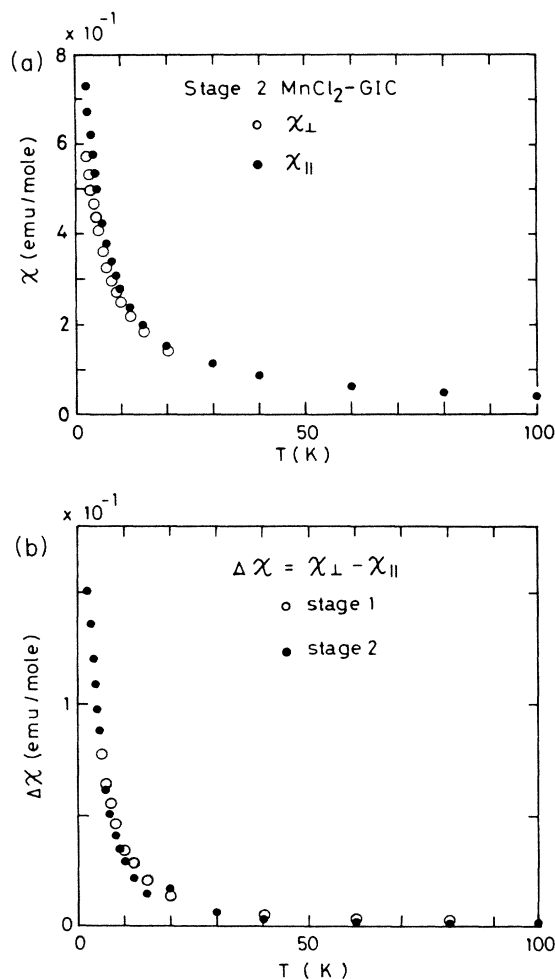 × 10⁻¹
(a)
8
Stage 2 MnCl₂-GIC
○ χ⊥
● χ||
6
4
2
0
χ (emu/mole)
0 50 100
T (K)
× 10⁻¹
(b)
Δχ = χ⊥ − χ||
○ stage 1
● stage 2
1
0
Δχ (emu/mole)
0 50 100
T (K)